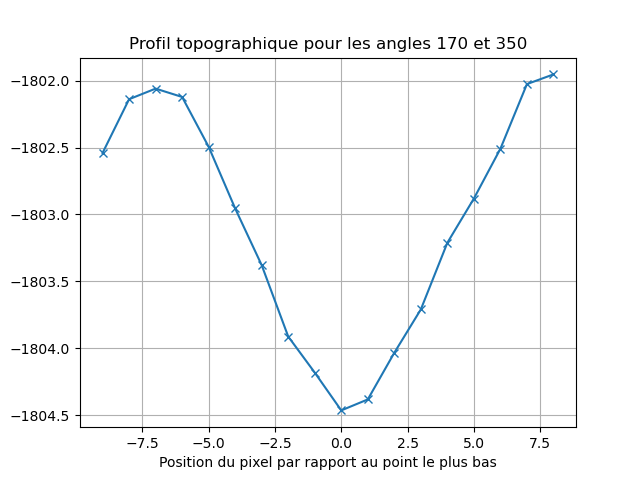 Profil topographique pour les angles 170 et 350
−1802.0
−1802.5
−1803.0
−1803.5
−1804.0
−1804.5
−7.5 −5.0 −2.5 0.0 2.5 5.0 7.5
Position du pixel par rapport au point le plus bas